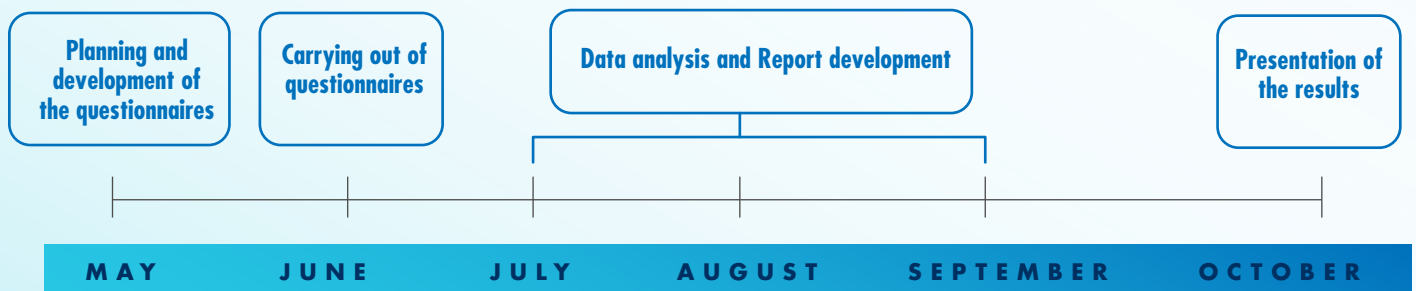 Planning and
development of
the questionnaires
Carrying out of
questionnaires
Data analysis and Report development
Presentation of
the results
MAY
JUNE
JULY
AUGUST
SEPTEMBER
OCTOBER